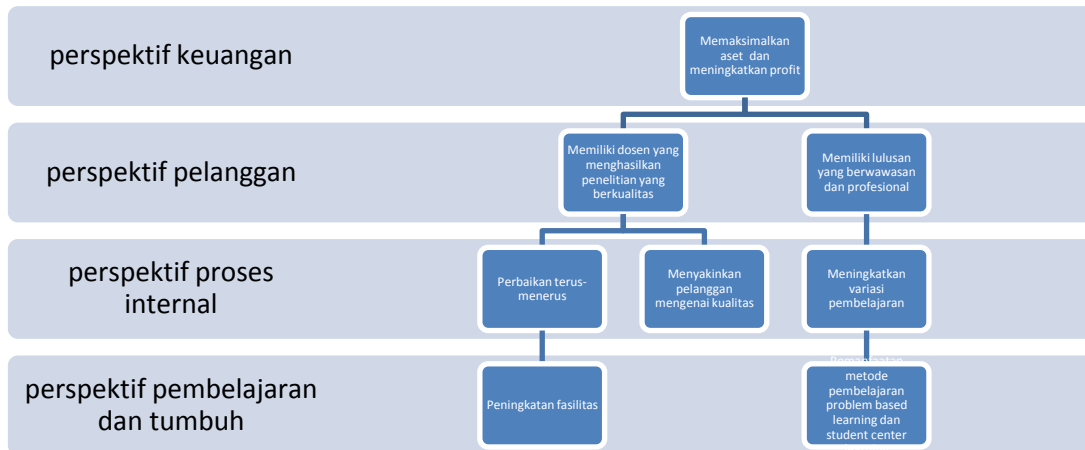 perspektif keuangan
Memaksimalkan
aset dan
meningkatkan profit
perspektif pelanggan
Memiliki dosen yang
menghasilkan
penelitian yang
berkualitas
Memiliki lulusan
yang berwawasan
dan profesional
perspektif proses
internal
Perbaikan terus-
menerus
Menyakinkan
pelanggan
mengenai kualitas
Meningkatkan
variasi
pembelajaran
perspektif pembelajaran
dan tumbuh
Peningkatan fasilitas
Pemanfaatan
metode
pembelajaran
problem based
learning dan
student center